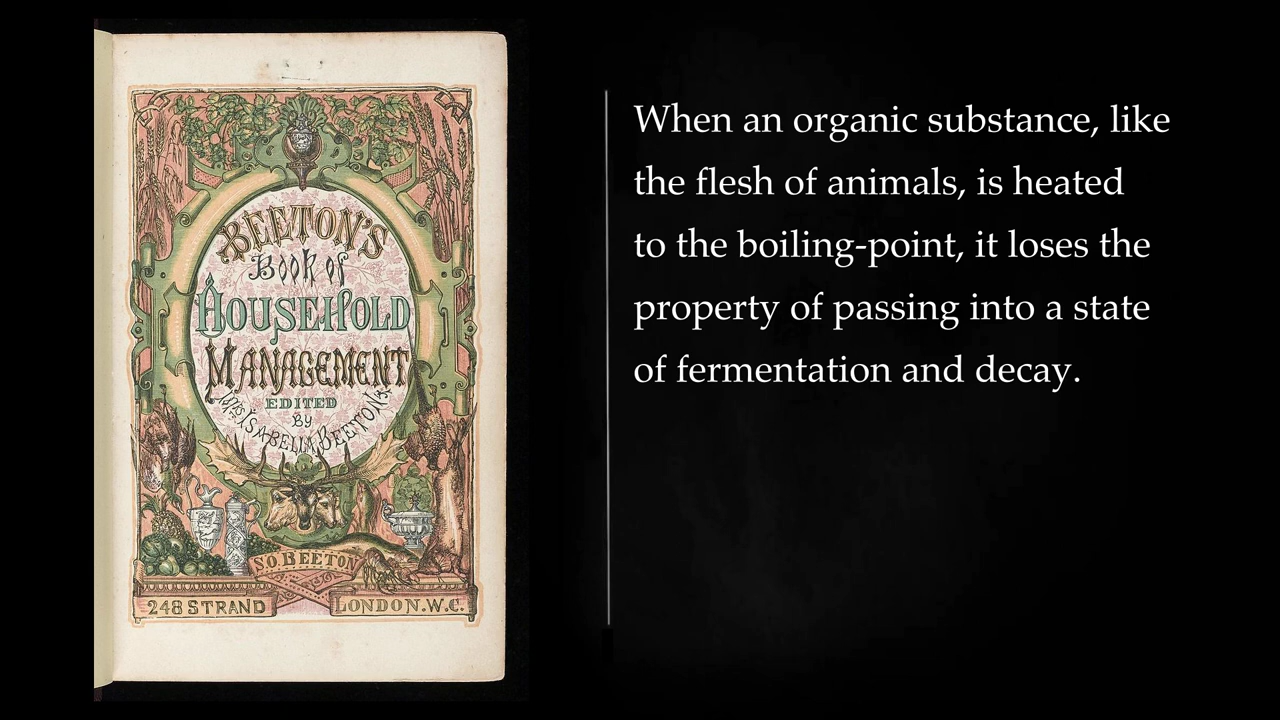 BEETON'S
Book of
HOUSEHOLD
MANAGEMENT
EDITED
BY
MRS ISABELLA BEETON
S.O. BEETON
248 STRAND
LONDON. W.C.
When an organic substance, like
the flesh of animals, is heated
to the boiling-point, it loses the
property of passing into a state
of fermentation and decay.